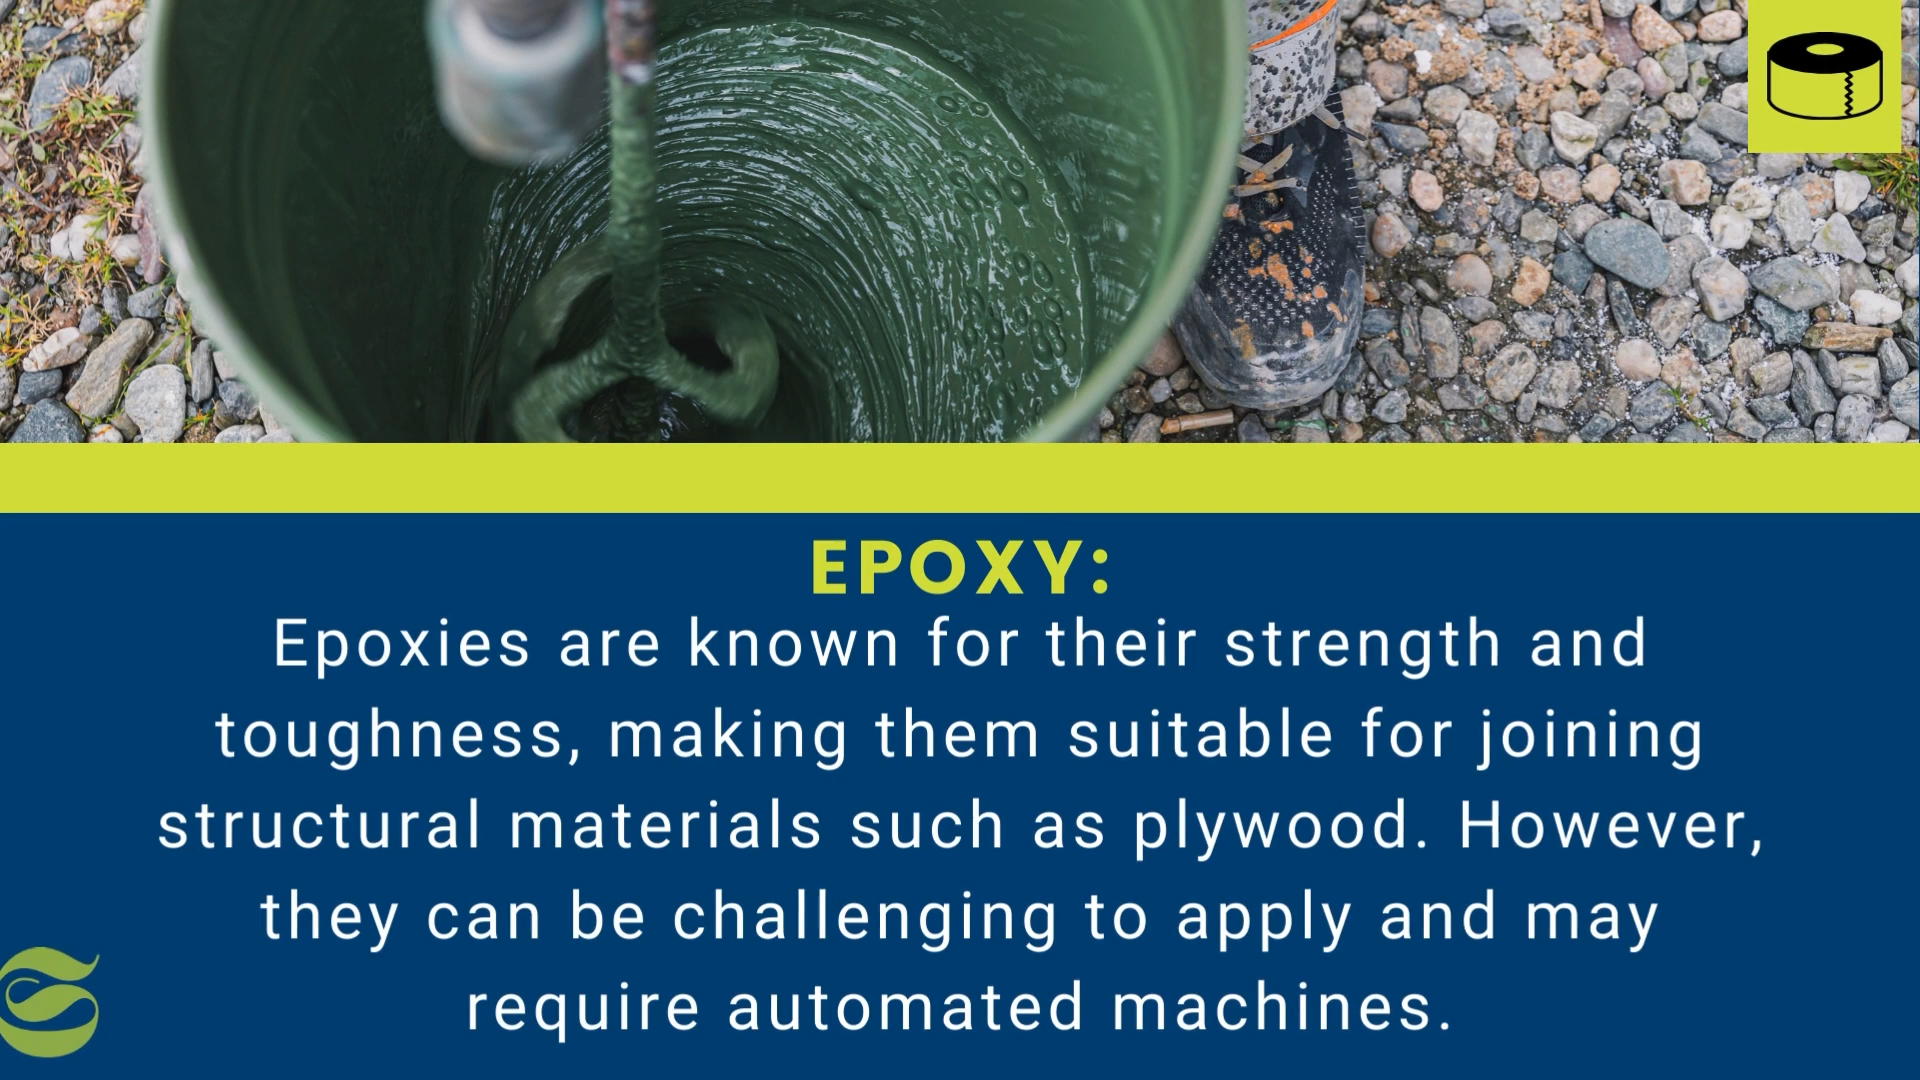 EPOXY:
Epoxies are known for their strength and
toughness, making them suitable for joining
structural materials such as plywood. However,
they can be challenging to apply and may
require automated machines.